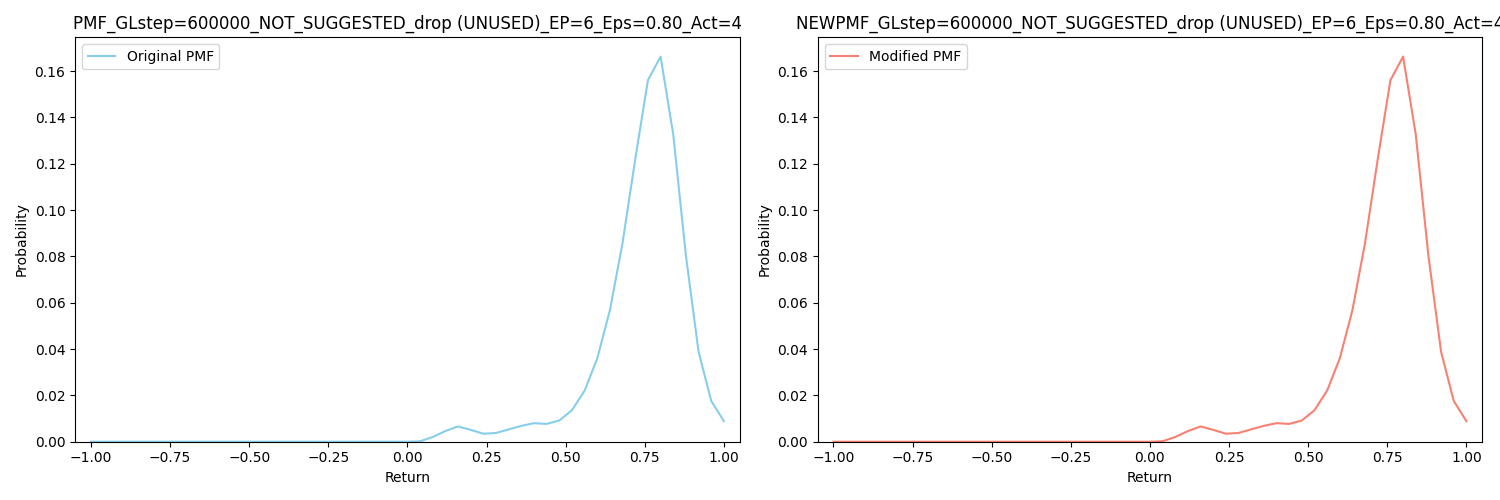 PMF_GLstep=600000_NOT_SUGGESTED_drop (UNUSED)_EP=6_Eps=0.80_Act=4
Original PMF
Probability
0.16
0.14
0.12
0.10
0.08
0.06
0.04
0.02
0.00
−1.00 −0.75 −0.50 −0.25 0.00 0.25 0.50 0.75 1.00
Return
NEWPMF_GLstep=600000_NOT_SUGGESTED_drop (UNUSED)_EP=6_Eps=0.80_Act=4
Modified PMF
Probability
0.16
0.14
0.12
0.10
0.08
0.06
0.04
0.02
0.00
−1.00 −0.75 −0.50 −0.25 0.00 0.25 0.50 0.75 1.00
Return